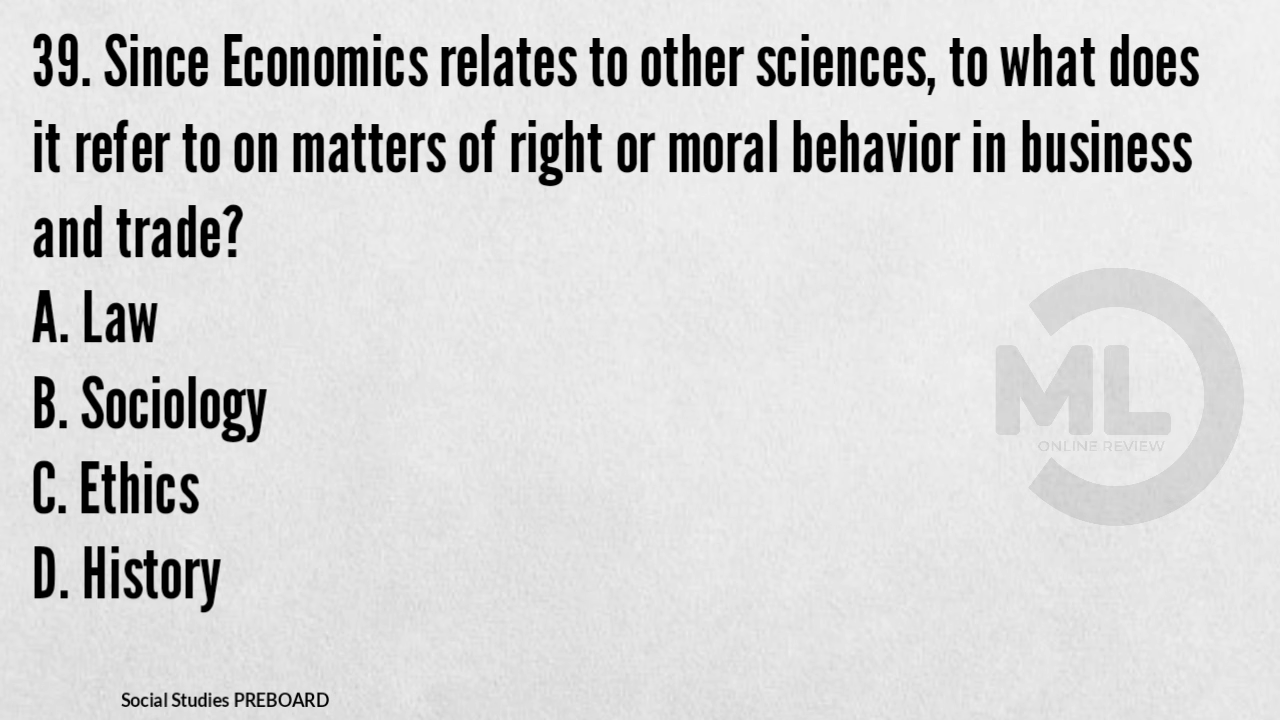 39. Since Economics relates to other sciences, to what does
it refer to on matters of right or moral behavior in business
and trade?
A. Law
B. Sociology
C. Ethics
D. History
ML
ONLINE REVIEW
Social Studies PREBOARD